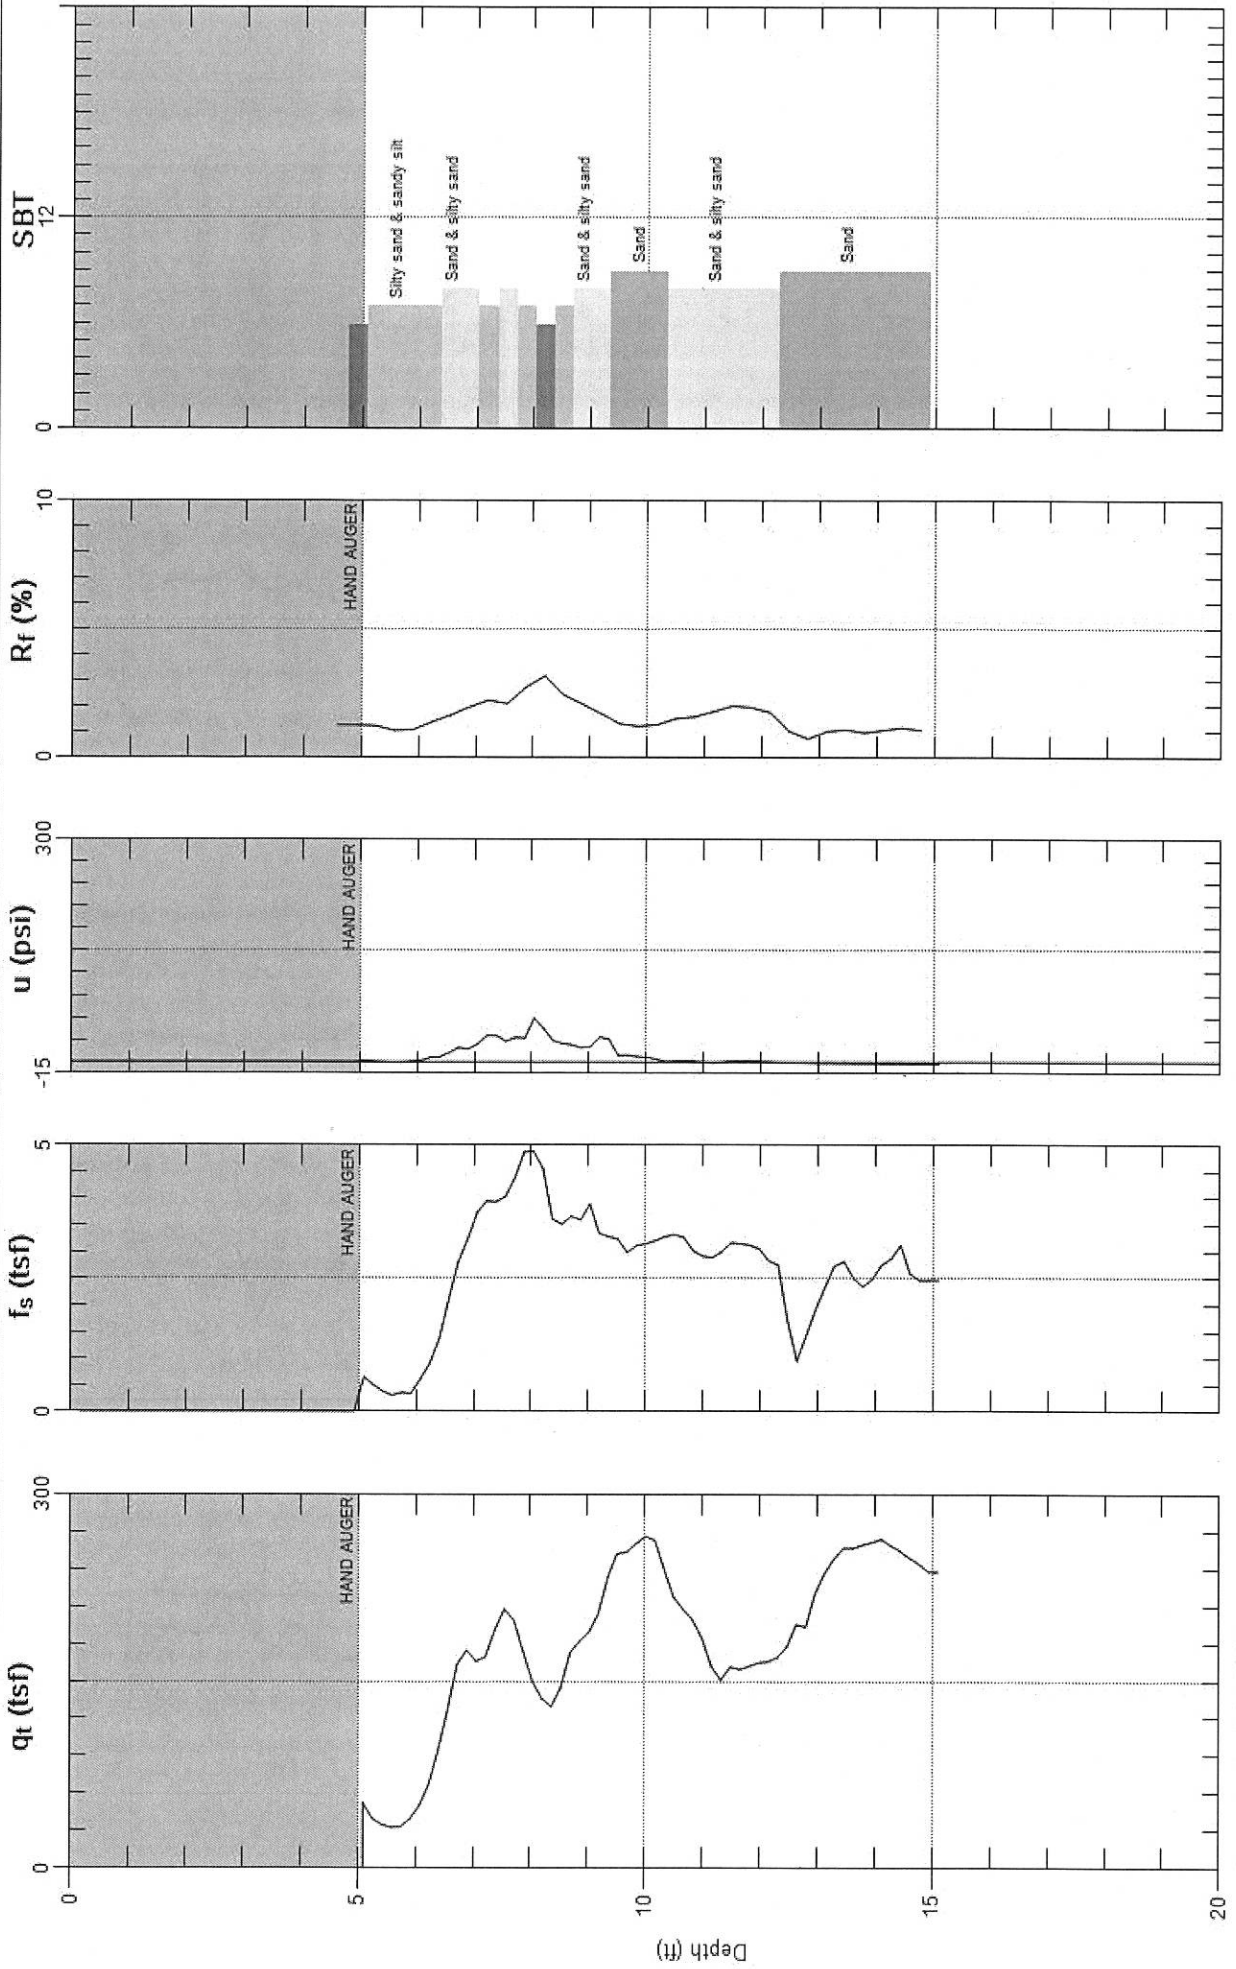 qt (tsf)
fs (tsf)
u (psi)
Rf (%)
SBT
0
300
0
5
-15
300
0
10
0
12
0
5
10
15
20
Depth (ft)
HAND AUGER
HAND AUGER
HAND AUGER
HAND AUGER
Silty sand & sandy silt
Sand & silty sand
Sand & silty sand
Sand
Sand & silty sand
Sand